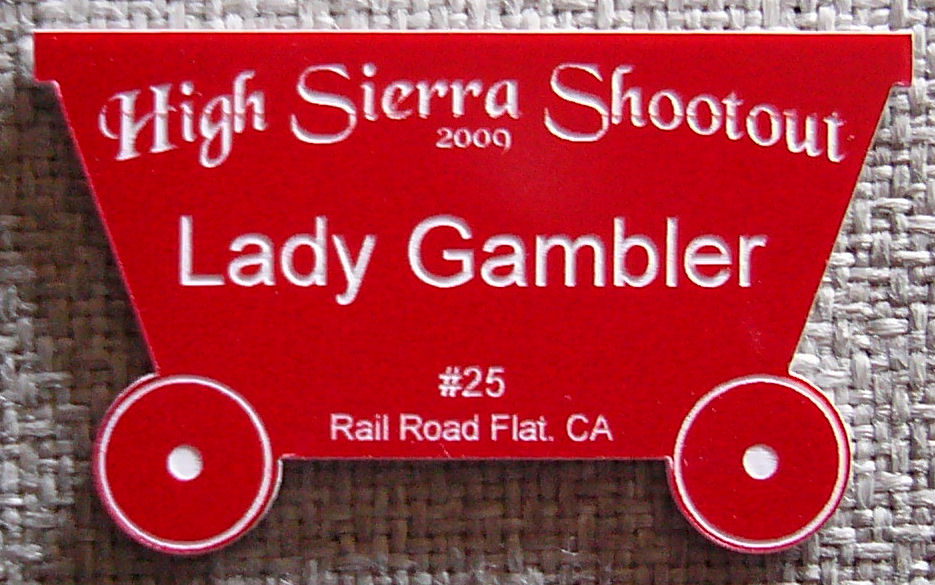 High Sierra Shootout
2009
Lady Gambler
#25
Rail Road Flat. CA